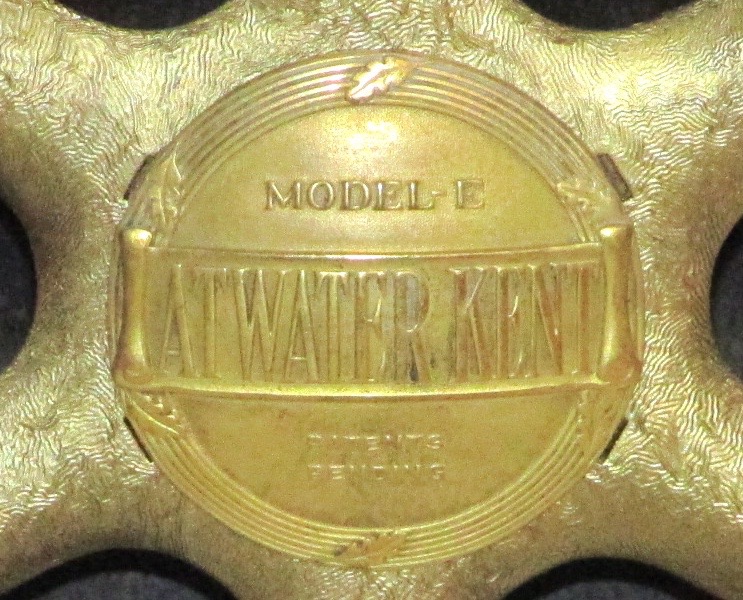 MODEL-E
ATWATER KENT
PATENTS
PENDING